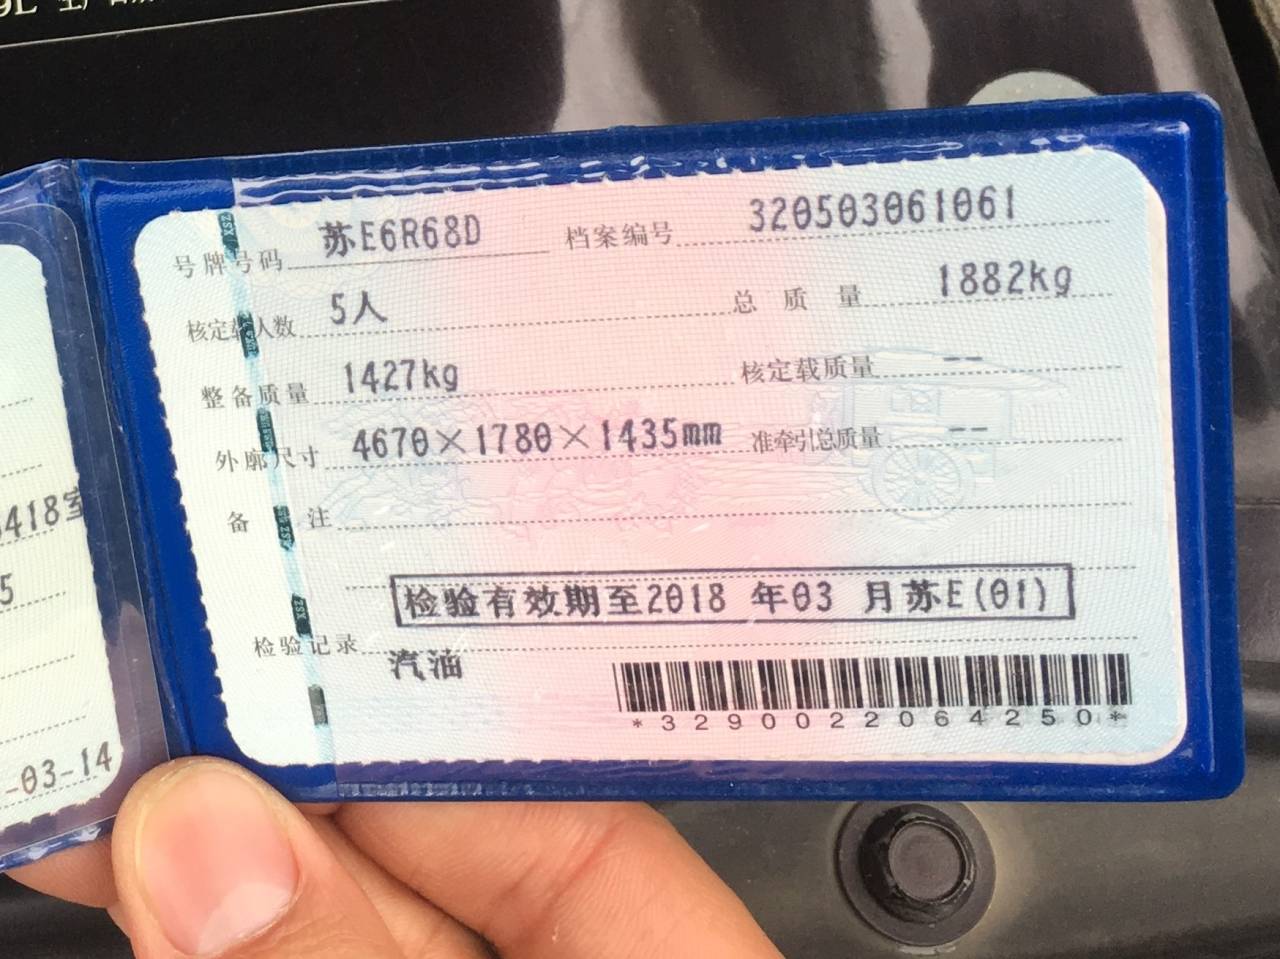 418室
5
-03-14
号牌号码 苏E6R68D 档案编号 320503061061
核定载人数 5人 总质量 1882kg
整备质量 1427kg 核定载质量 --
外廓尺寸 4670×1780×1435mm 准牵引总质量 --
备注
检验有效期至2018 年03 月苏E(01)
检验记录
汽油
*3290022064250*